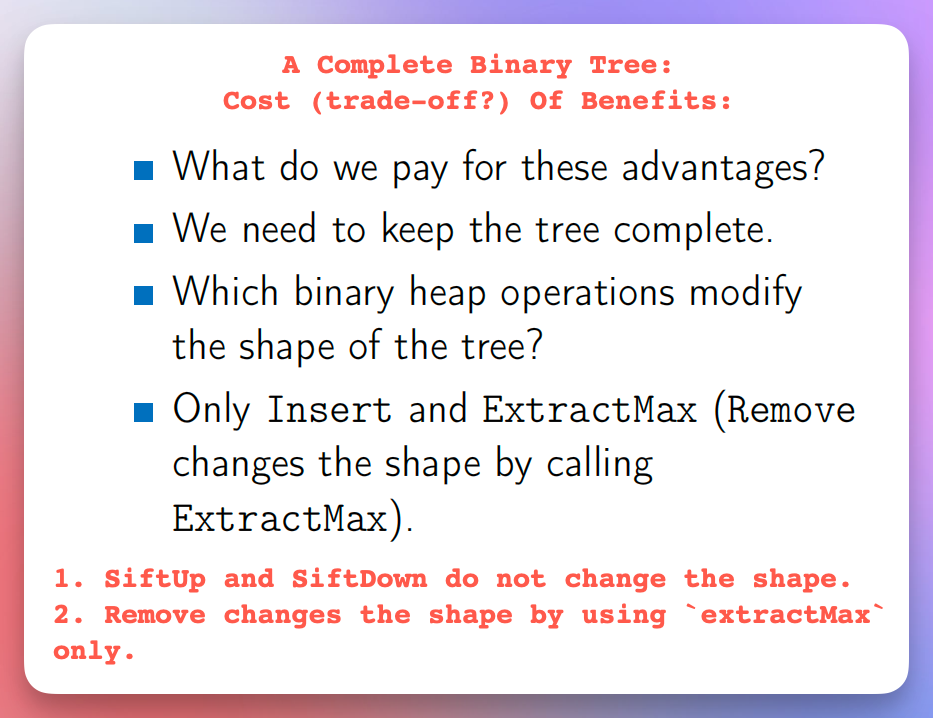 A Complete Binary Tree:
Cost (trade-off?) Of Benefits:
What do we pay for these advantages?
We need to keep the tree complete.
Which binary heap operations modify
the shape of the tree?
Only Insert and ExtractMax (Remove
changes the shape by calling
ExtractMax).
1. SiftUp and SiftDown do not change the shape.
2. Remove changes the shape by using `extractMax`
only.